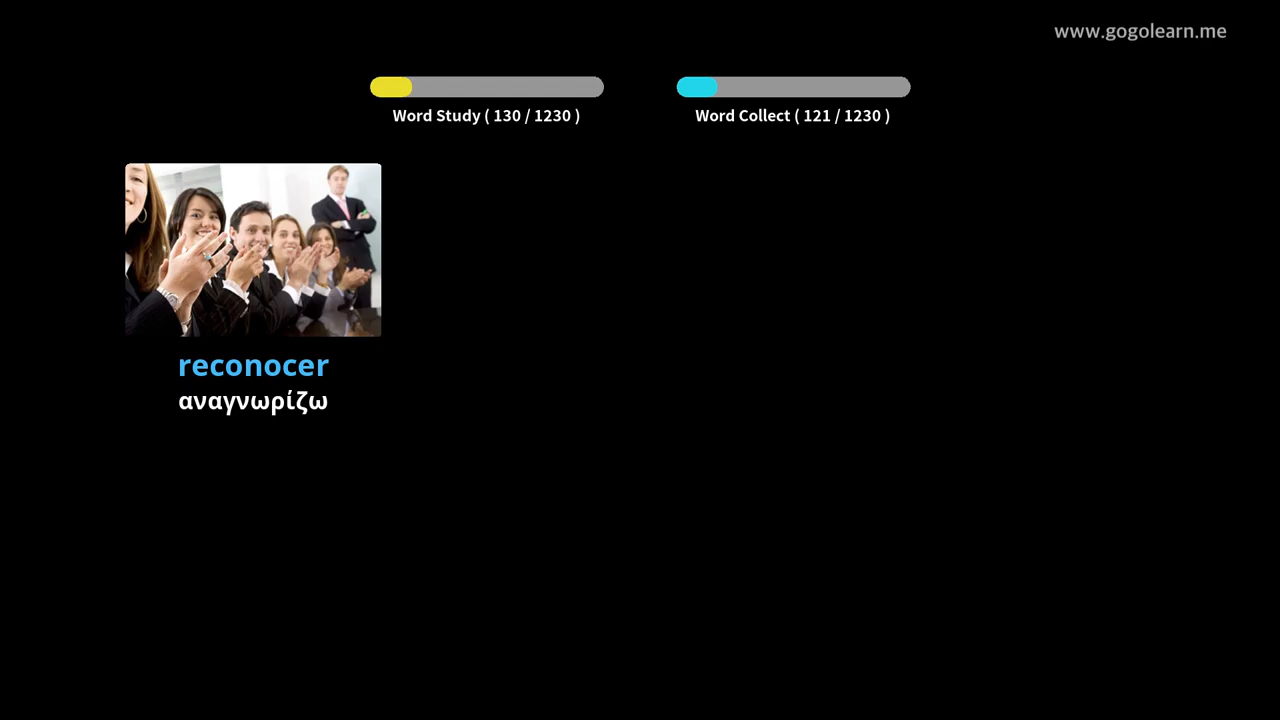 www.gogolearn.me
Word Study ( 130 / 1230 )
Word Collect ( 121 / 1230 )
reconocer
αναγνωρίζω